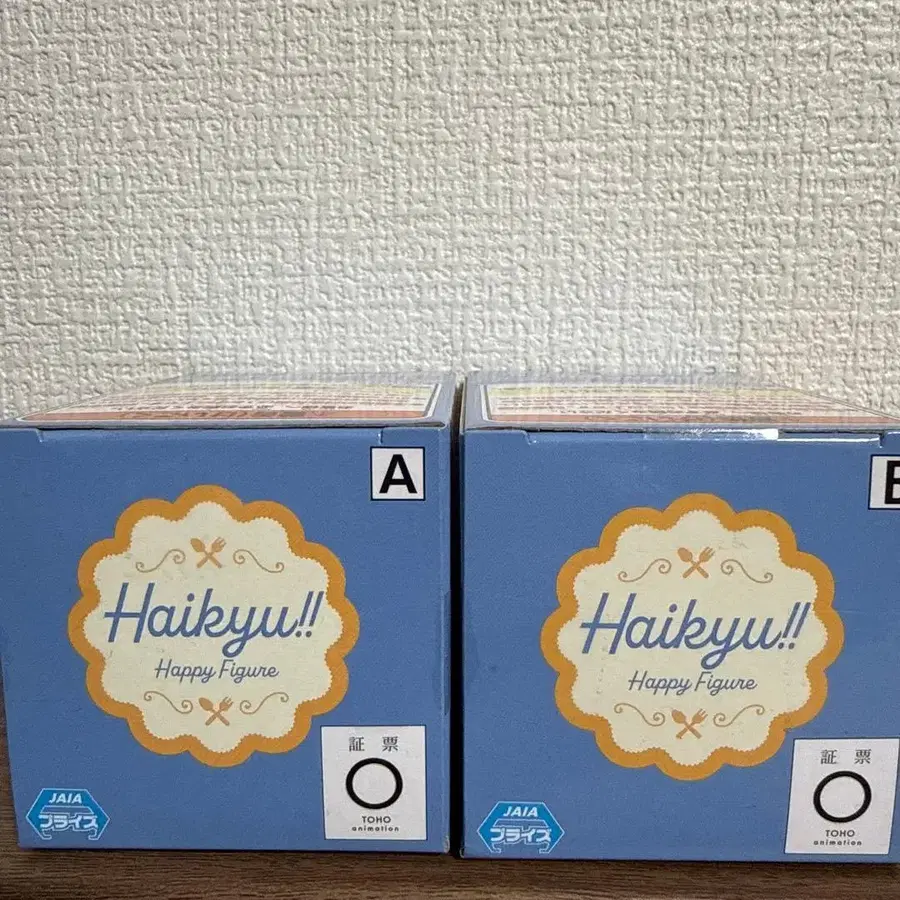 A
Haikyu!!
Happy Figure
証票
TOHO
animation
JAIA
プライズ
Haikyu!!
Happy Figure
証票
TOHO
animation
JAIA
プライズ